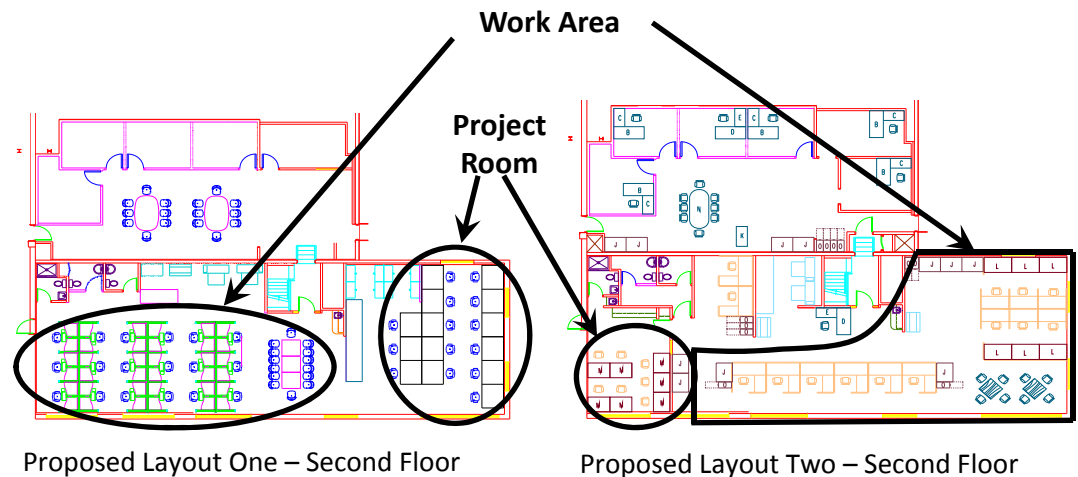 Work Area
Project
Room
C
B
E
D
C
B
C
B
C
B
B
C
N
K
J
J
J
J
J
J
J
L
L
L
E
D
L
L
L
J
J
J
J
J
W
W
W
W
W
W
Proposed Layout One – Second Floor
Proposed Layout Two – Second Floor